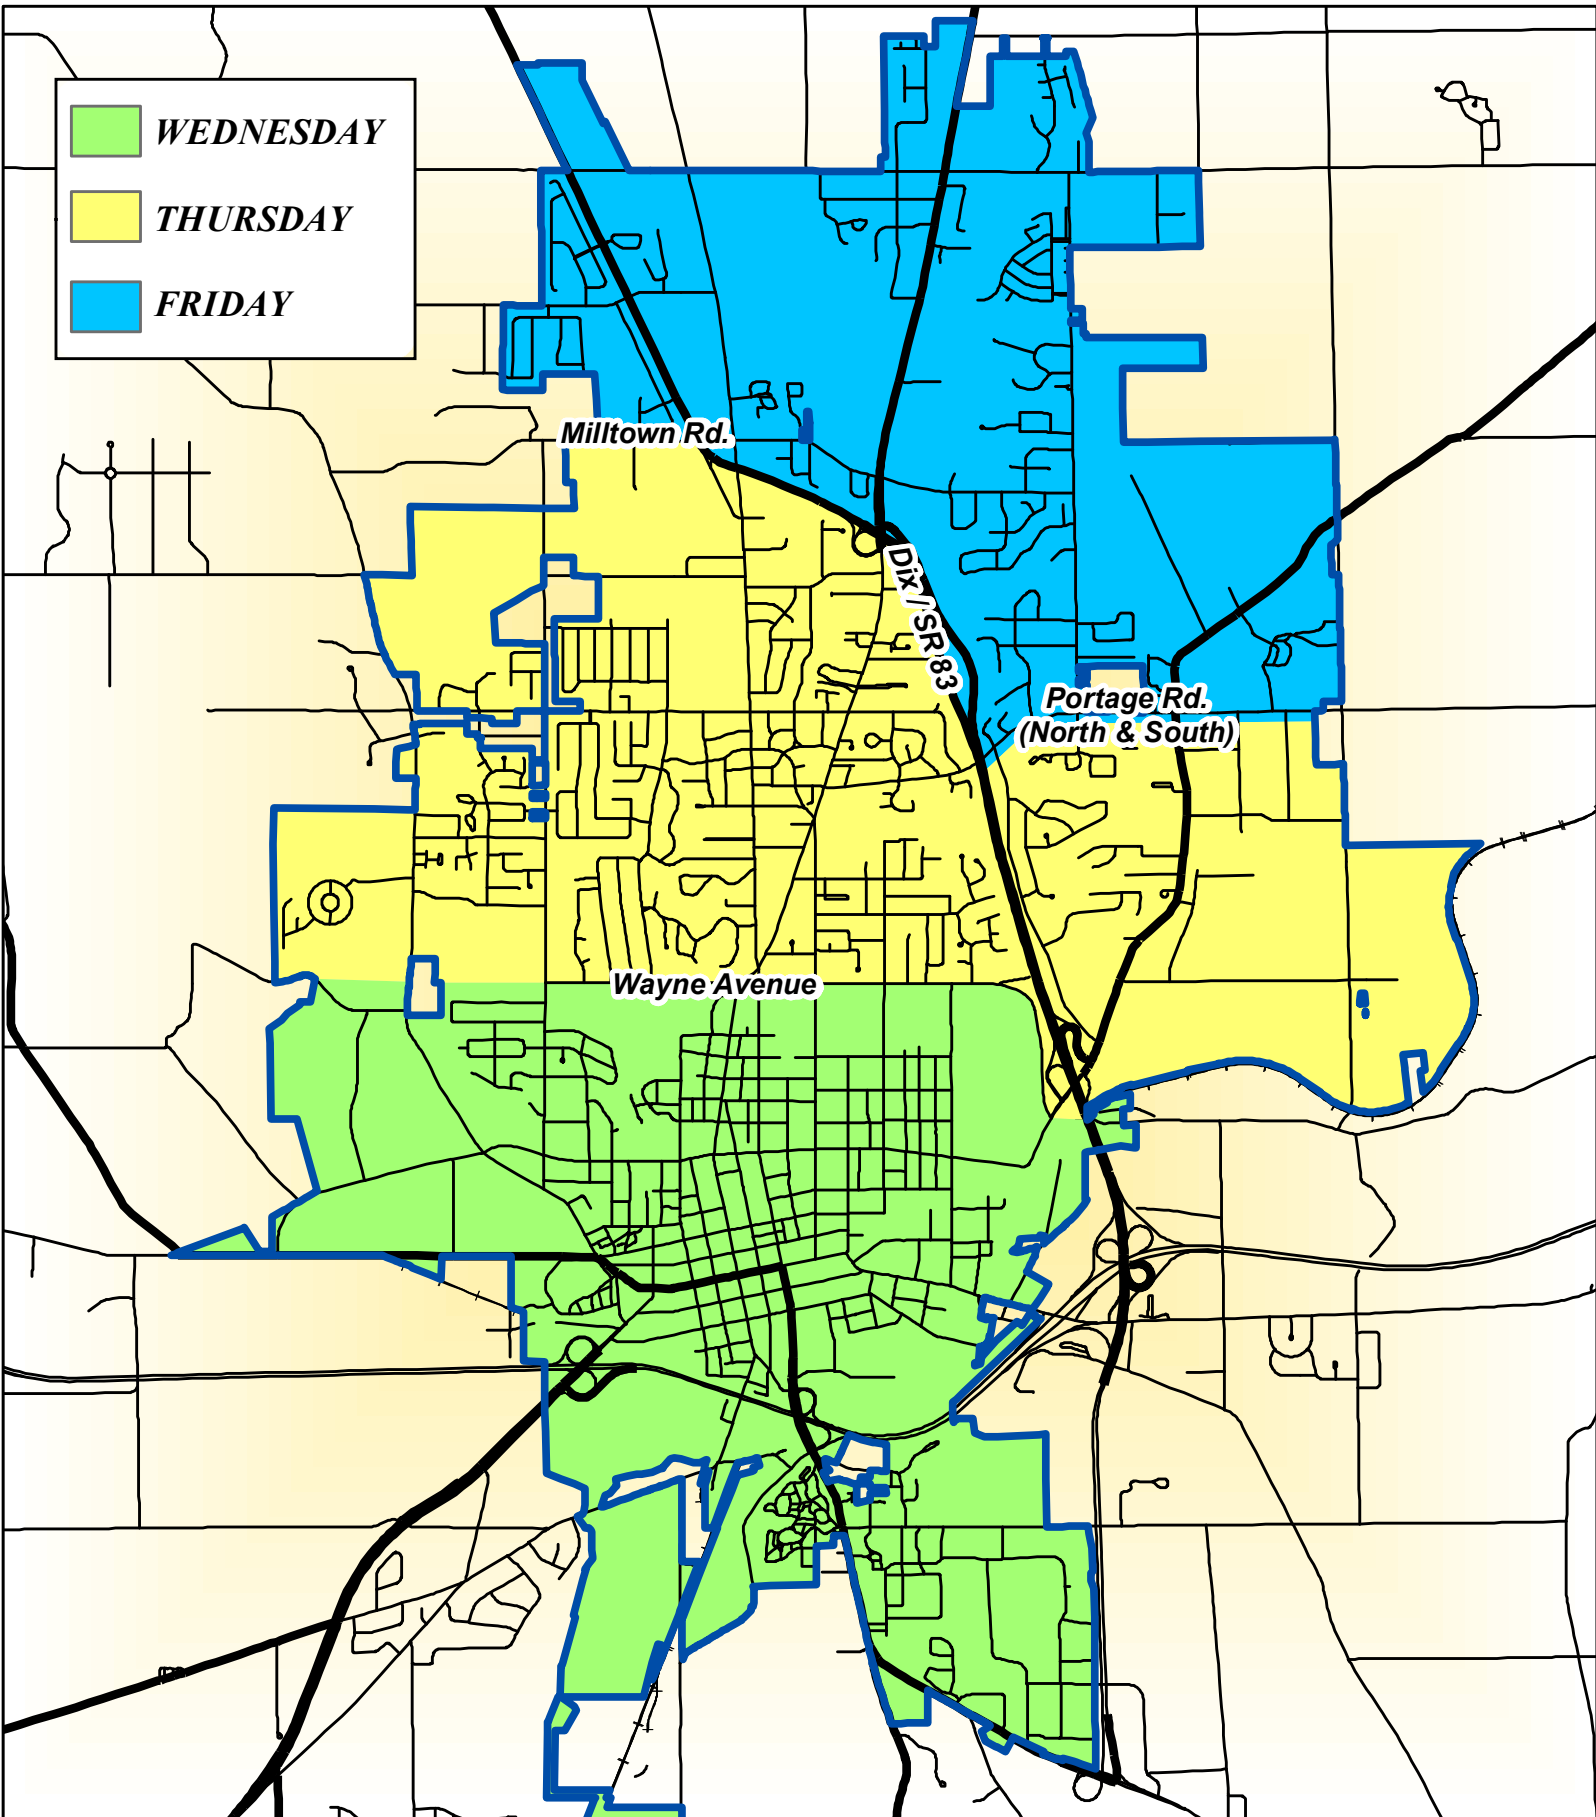 WEDNESDAY
THURSDAY
FRIDAY
Milltown Rd.
Dix / SR 83
Portage Rd.
(North & South)
Wayne Avenue